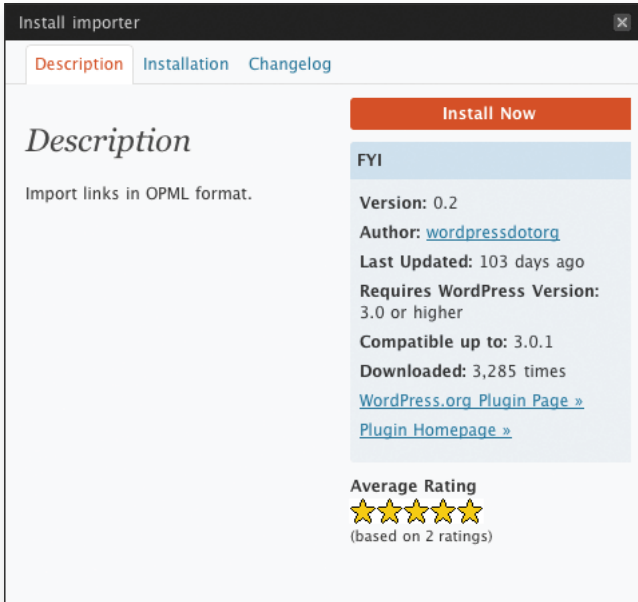 Install importer
Description Installation Changelog
Description
Import links in OPML format.
Install Now
FYI
Version: 0.2
Author: wordpressdotorg
Last Updated: 103 days ago
Requires WordPress Version:
3.0 or higher
Compatible up to: 3.0.1
Downloaded: 3,285 times
WordPress.org Plugin Page »
Plugin Homepage »
Average Rating
(based on 2 ratings)